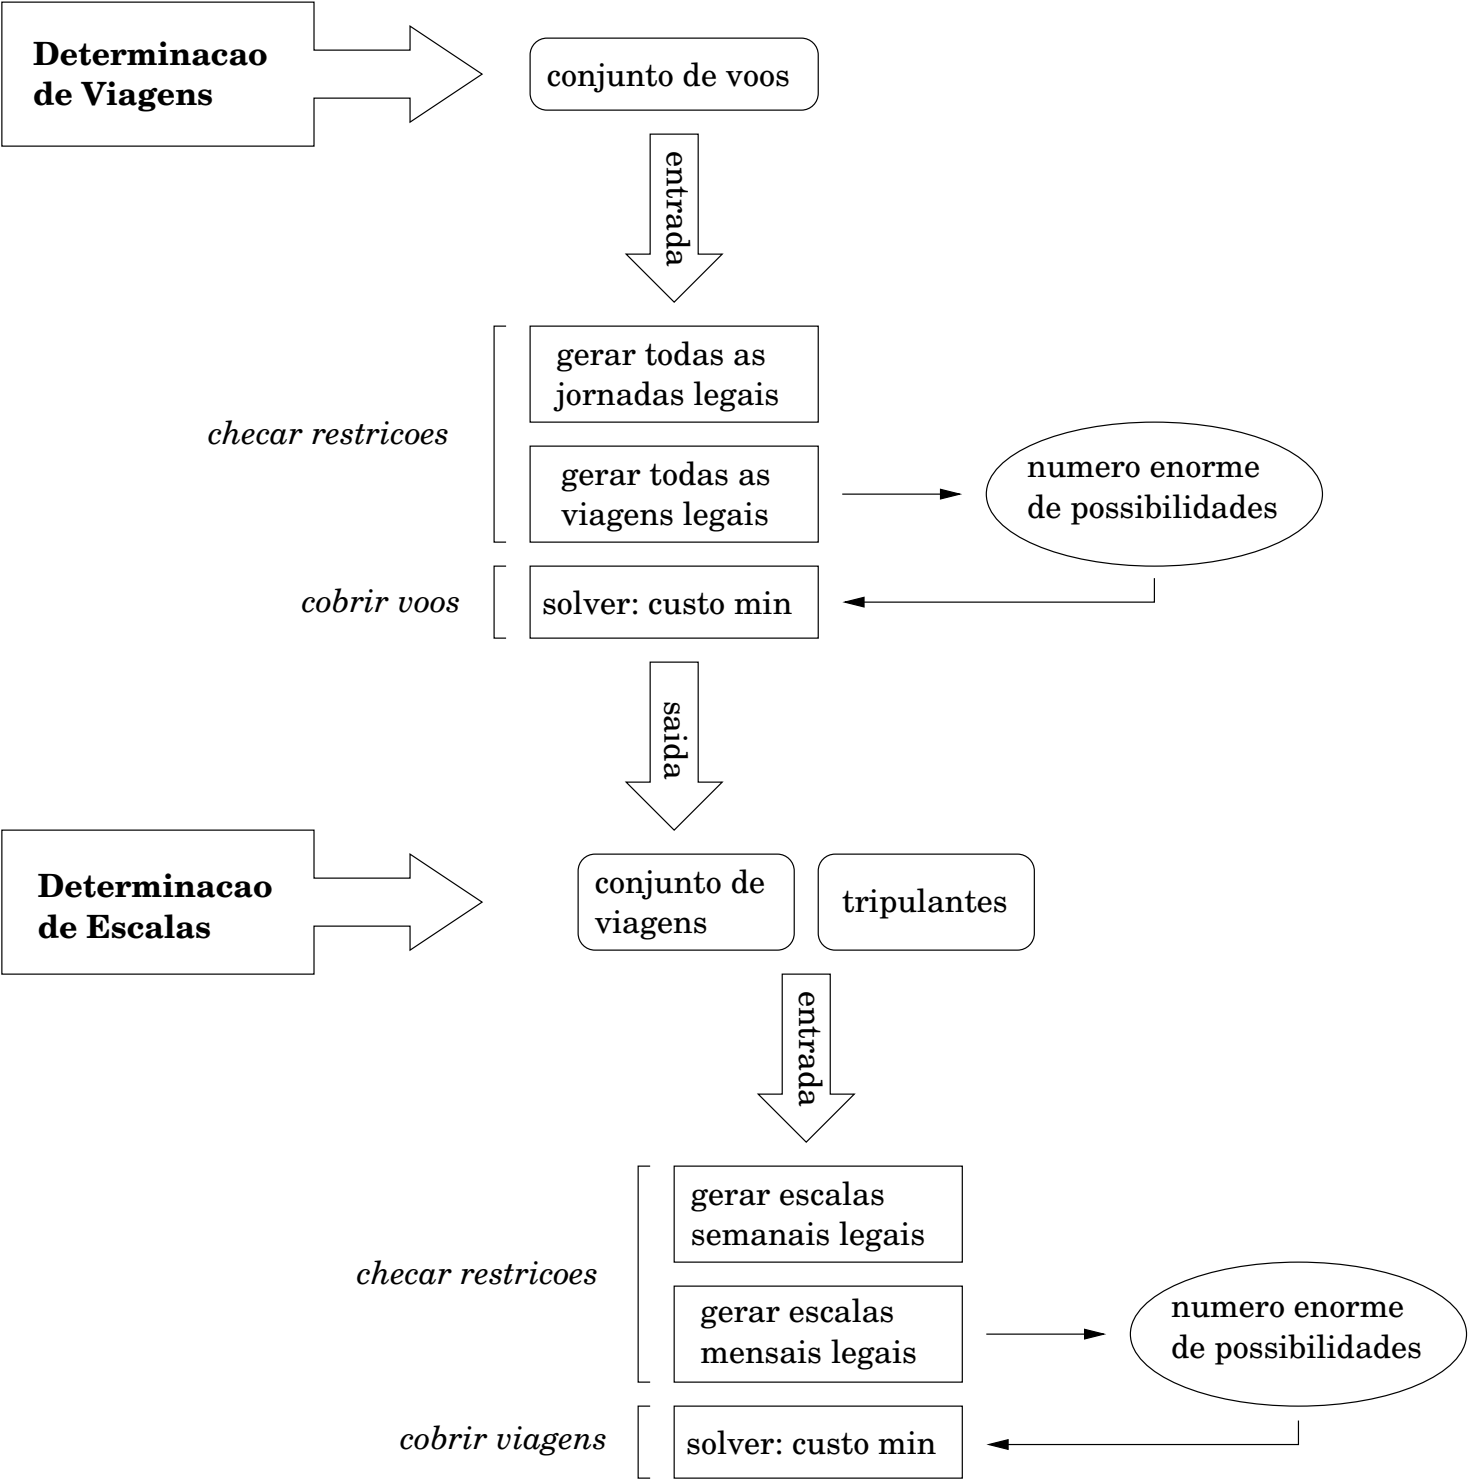 Determinacao
de Viagens
conjunto de voos
entrada
gerar todas as
jornadas legais
checar restricoes
gerar todas as
viagens legais
numero enorme
de possibilidades
cobrir voos
solver: custo min
saida
Determinacao
de Escalas
conjunto de
viagens
tripulantes
entrada
gerar escalas
semanais legais
checar restricoes
gerar escalas
mensais legais
numero enorme
de possibilidades
cobrir viagens
solver: custo min